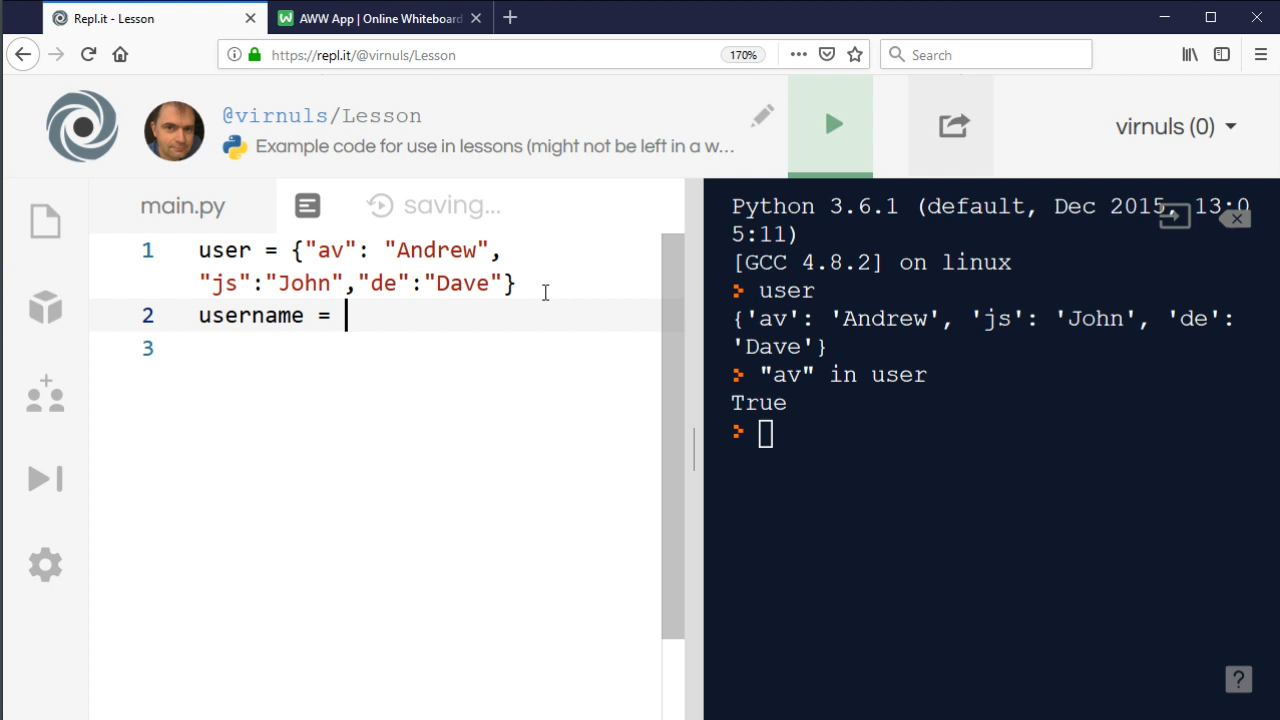 Repl.it - Lesson
AWW App | Online Whiteboard
https://repl.it/@virnuls/Lesson
170%
Search
@virnuls/Lesson
Example code for use in lessons (might not be left in a w...
virnuls (0)
main.py
saving...
1 user = {"av": "Andrew",
"js":"John","de":"Dave"}
2 username =
3
Python 3.6.1 (default, Dec 2015, 13:0
5:11)
[GCC 4.8.2] on linux
> user
{'av': 'Andrew', 'js': 'John', 'de':
'Dave'}
> "av" in user
True
>